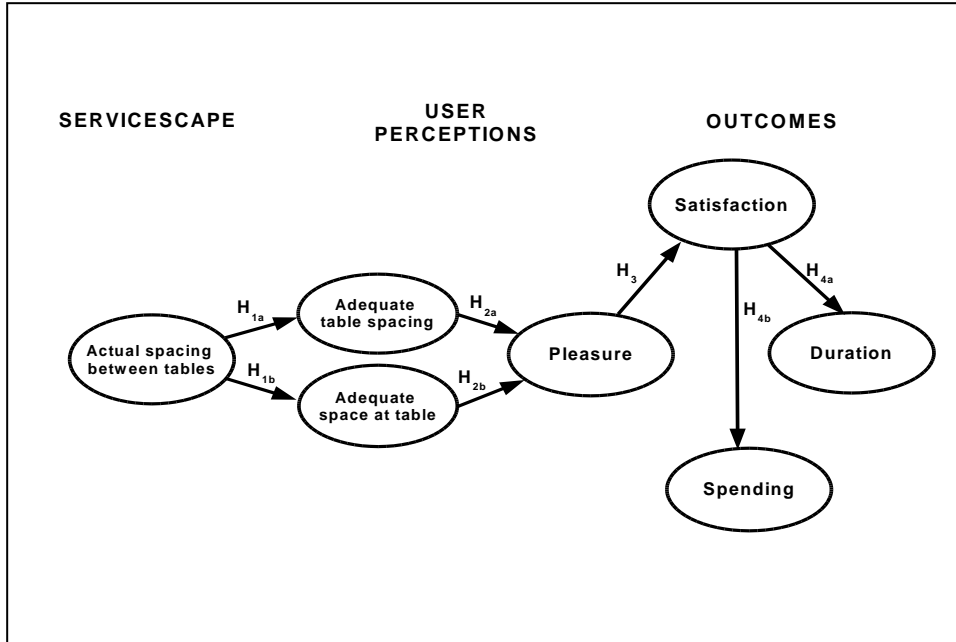 SERVICESCAPE
USER
PERCEPTIONS
OUTCOMES
Satisfaction
H3
H4a
H4b
Adequate
table spacing
H1a
H2a
Actual spacing
between tables
Pleasure
Duration
H1b
H2b
Adequate
space at table
Spending